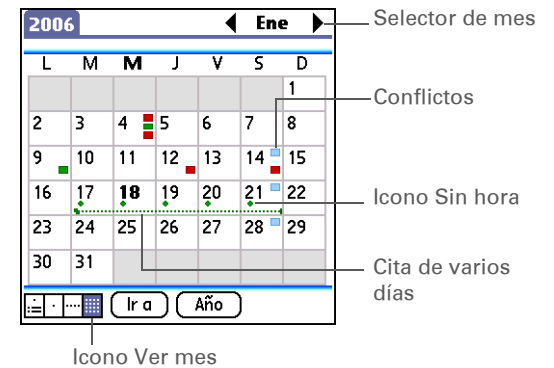 2006 Ene
Selector de mes
L M M J V S D
1
Conflictos
2 3 4 5 6 7 8
9 10 11 12 13 14 15
16 17 18 19 20 21 22
Icono Sin hora
23 24 25 26 27 28 29
30 31
Cita de varios
días
Ir a Año
Icono Ver mes